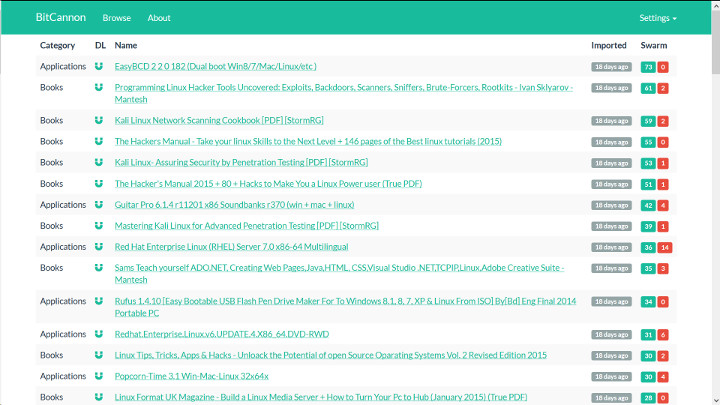 BitCannon Browse About Settings
Category DL Name Imported Swarm
Applications EasyBCD 2 2 0 182 (Dual boot Win8/7/Mac/Linux/etc ) 18 days ago 73 0
Books Programming Linux Hacker Tools Uncovered: Exploits, Backdoors, Scanners, Sniffers, Brute-Forcers, Rootkits - Ivan Sklyarov - 18 days ago 61 2
Mantesh
Books Kali Linux Network Scanning Cookbook [PDF] [StormRG] 18 days ago 59 2
Books The Hackers Manual - Take your linux Skills to the Next Level + 146 pages of the Best linux tutorials (2015) 18 days ago 55 0
Books Kali Linux- Assuring Security by Penetration Testing [PDF] [StormRG] 18 days ago 53 1
Books The Hacker's Manual 2015 + 80 + Hacks to Make You a Linux Power user (True PDF) 18 days ago 51 1
Applications Guitar Pro 6.1.4 r11201 x86 Soundbanks r370 (win + mac + linux) 18 days ago 42 4
Books Mastering Kali Linux for Advanced Penetration Testing [PDF] [StormRG] 18 days ago 39 1
Applications Red Hat Enterprise Linux (RHEL) Server 7.0 x86-64 Multilingual 18 days ago 36 14
Books Sams Teach yourself ADO.NET, Creating Web Pages,Java,HTML, CSS,Visual Studio .NET,TCPIP,Linux,Adobe Creative Suite - 18 days ago 35 3
Mantesh
Applications Rufus 1.4.10 [Easy Bootable USB Flash Pen Drive Maker For To Windows 8.1, 8, 7, XP & Linux From ISO] By[Bd] Eng Final 2014 18 days ago 34 0
Portable PC
Applications Redhat.Enterprise.Linux.v6.UPDATE.4.X86_64.DVD-RWD 18 days ago 31 6
Books Linux Tips, Tricks, Apps & Hacks - Unloack the Potential of open Source Oparating Systems Vol. 2 Revised Edition 2015 18 days ago 30 2
Applications Popcorn-Time 3.1 Win-Mac-Linux 32x64x 18 days ago 30 4
Books Linux Format UK Magazine - Build a Linux Media Server + How to Turn Your Pc to Hub (January 2015) (True PDF) 18 days ago 28 0